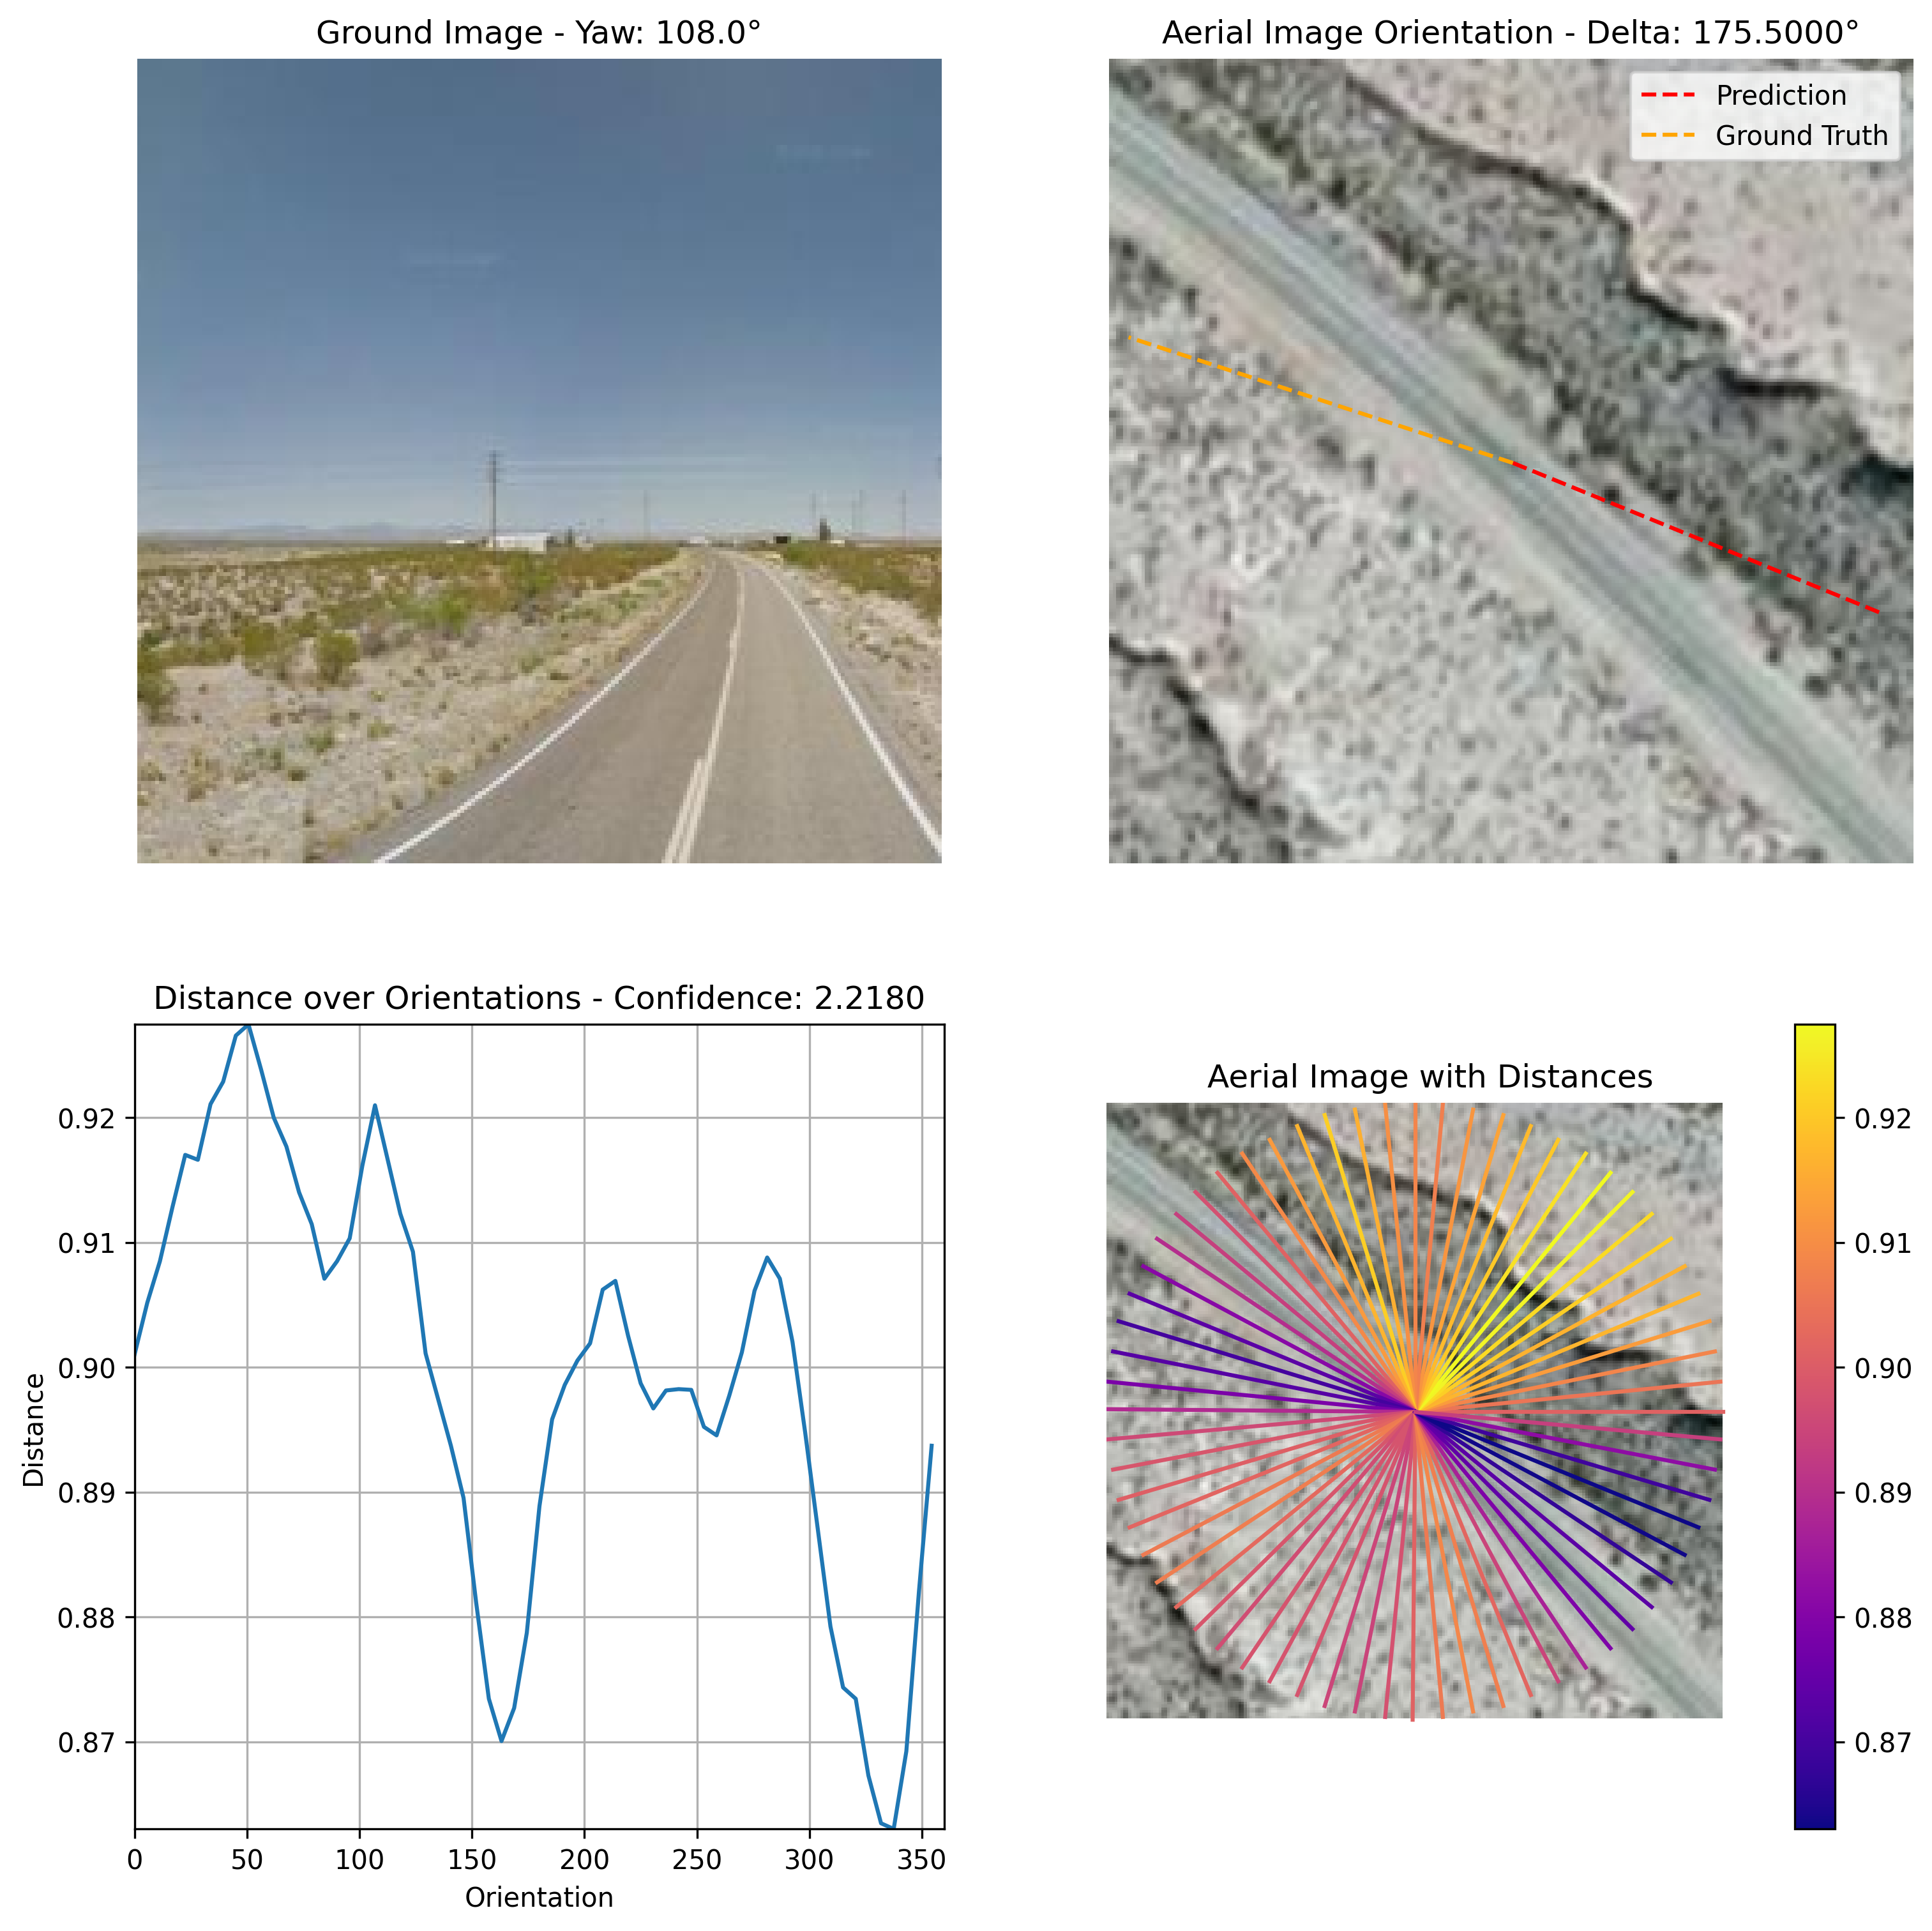 Ground Image - Yaw: 108.0°
Aerial Image Orientation - Delta: 175.5000°
Prediction
Ground Truth
Distance over Orientations - Confidence: 2.2180
0.92
0.91
0.90
0.89
0.88
0.87
Distance
0
50
100
150
200
250
300
350
Orientation
Aerial Image with Distances
0.92
0.91
0.90
0.89
0.88
0.87